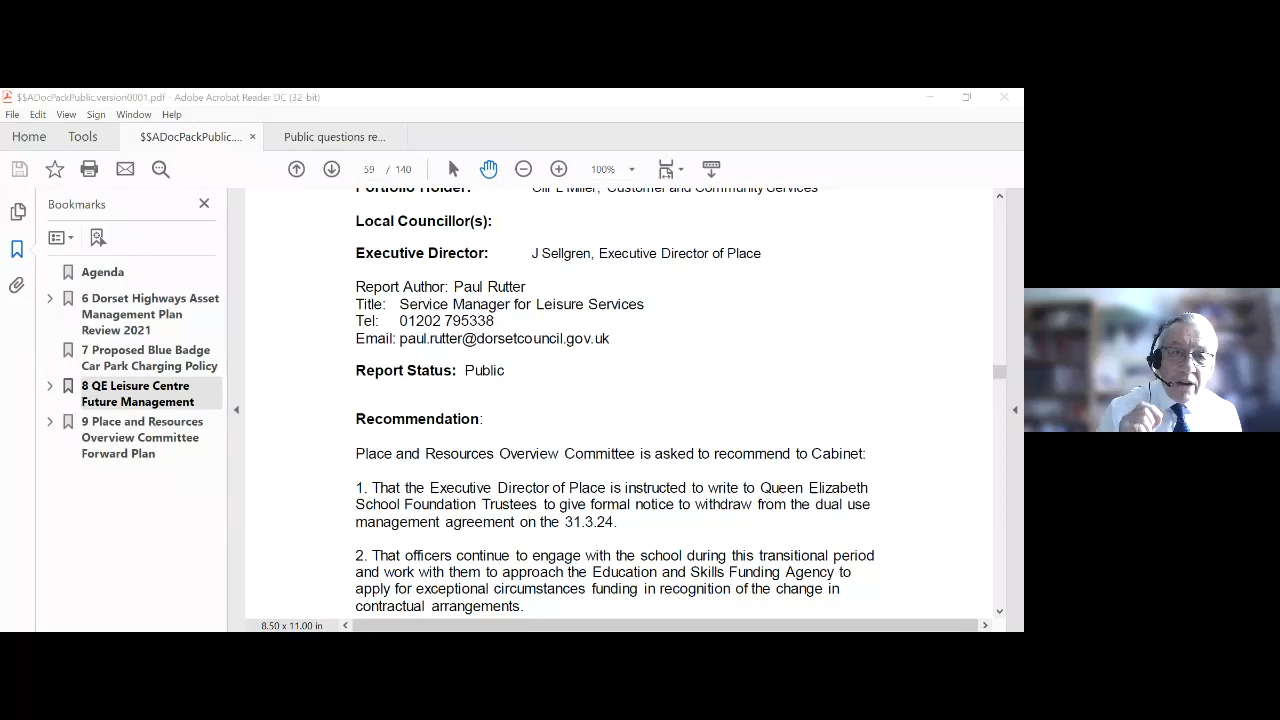 $$ADocPackPublic.version0001.pdf - Adobe Acrobat Reader DC (32-bit)
File Edit View Sign Window Help
Home Tools $$ADocPackPublic.... × Public questions re...
59 / 140 100%
Bookmarks
Agenda
6 Dorset Highways Asset
Management Plan
Review 2021
7 Proposed Blue Badge
Car Park Charging Policy
8 QE Leisure Centre
Future Management
9 Place and Resources
Overview Committee
Forward Plan
Portfolio Holder: Cllr L Miller, Customer and Community Services
Local Councillor(s):
Executive Director: J Sellgren, Executive Director of Place
Report Author: Paul Rutter
Title: Service Manager for Leisure Services
Tel: 01202 795338
Email: paul.rutter@dorsetcouncil.gov.uk
Report Status: Public
Recommendation:
Place and Resources Overview Committee is asked to recommend to Cabinet:
1. That the Executive Director of Place is instructed to write to Queen Elizabeth
School Foundation Trustees to give formal notice to withdraw from the dual use
management agreement on the 31.3.24.
2. That officers continue to engage with the school during this transitional period
and work with them to approach the Education and Skills Funding Agency to
apply for exceptional circumstances funding in recognition of the change in
contractual arrangements.
8.50 x 11.00 in